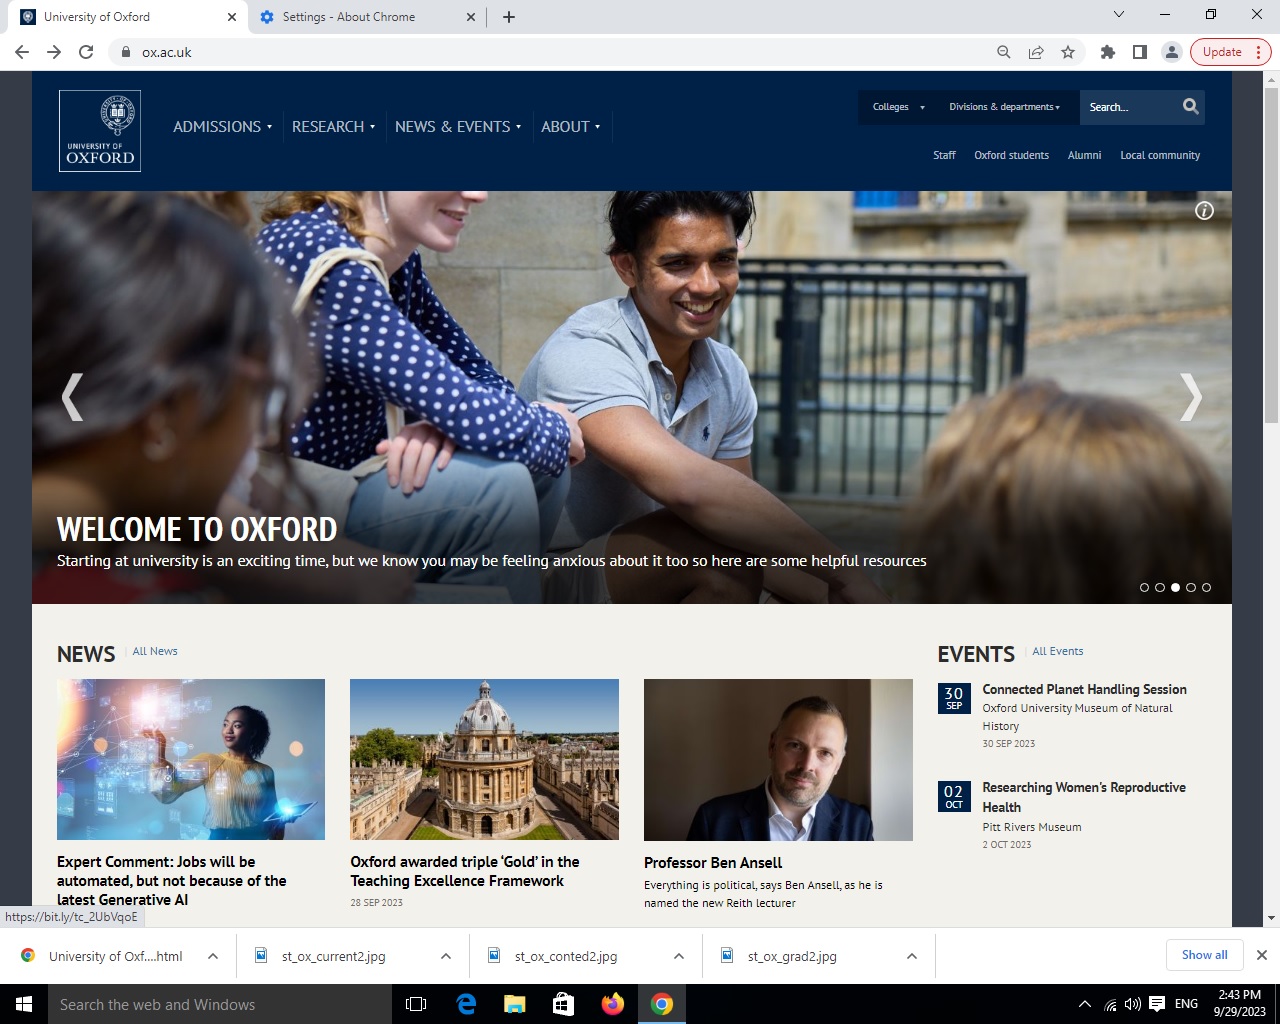 University of Oxford
Settings - About Chrome
ox.ac.uk
Update
UNIVERSITY OF
OXFORD
ADMISSIONS
RESEARCH
NEWS & EVENTS
ABOUT
Colleges
Divisions & departments
Search...
Staff
Oxford students
Alumni
Local community
WELCOME TO OXFORD
Starting at university is an exciting time, but we know you may be feeling anxious about it too so here are some helpful resources
NEWS
All News
Expert Comment: Jobs will be
automated, but not because of the
latest Generative AI
Oxford awarded triple ‘Gold’ in the
Teaching Excellence Framework
28 SEP 2023
Professor Ben Ansell
Everything is political, says Ben Ansell, as he is
named the new Reith lecturer
EVENTS
All Events
30
SEP
Connected Planet Handling Session
Oxford University Museum of Natural
History
30 SEP 2023
02
OCT
Researching Women's Reproductive
Health
Pitt Rivers Museum
2 OCT 2023
https://bit.ly/tc_2UbVqoE
University of Oxf....html
st_ox_current2.jpg
st_ox_conted2.jpg
st_ox_grad2.jpg
Show all
Search the web and Windows
ENG
2:43 PM
9/29/2023